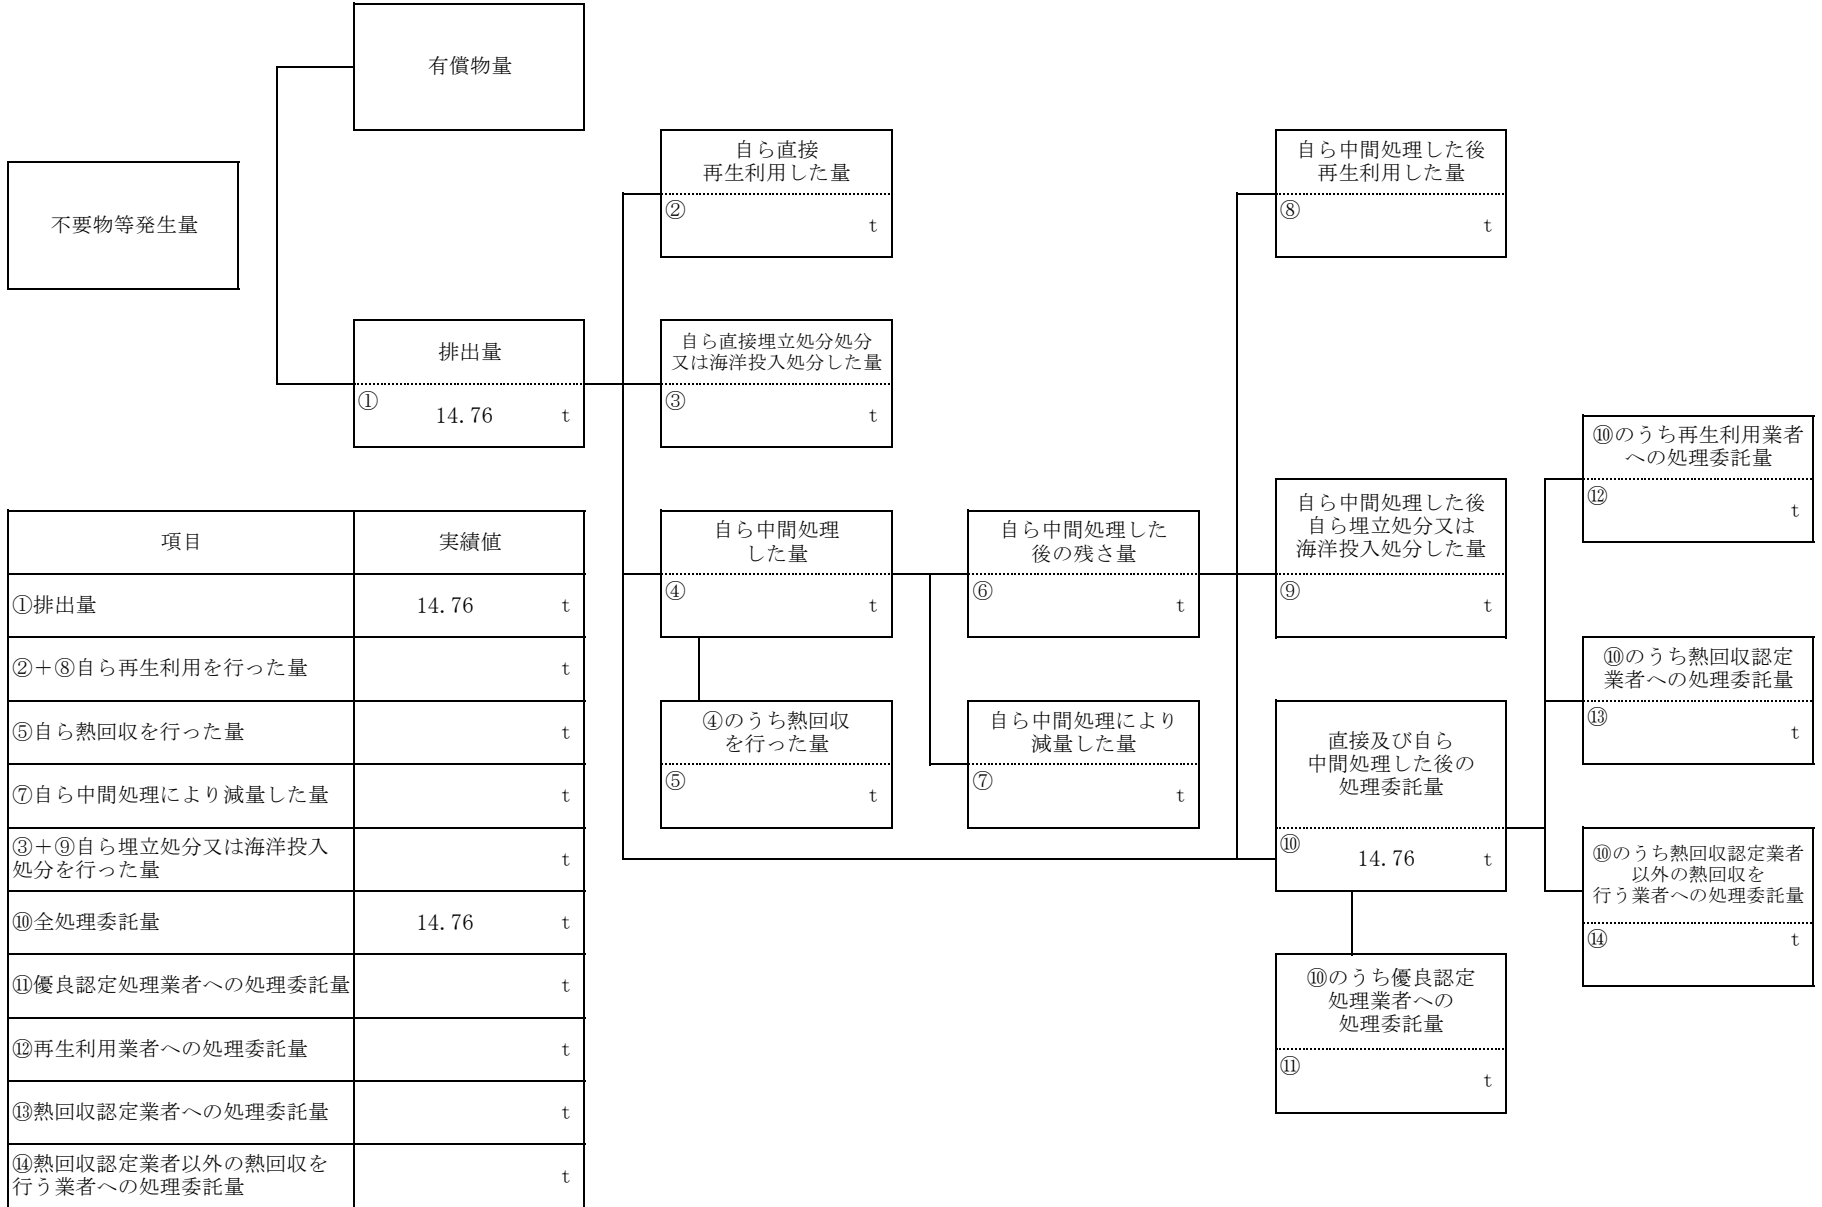 有償物量
不要物等発生量
排出量
①
14.76 t
自ら直接
再生利用した量
②
t
自ら直接埋立処分処分
又は海洋投入処分した量
③
t
自ら中間処理
した量
④
t
④のうち熱回収
を行った量
⑤
t
自ら中間処理した
後の残さ量
⑥
t
自ら中間処理により
減量した量
⑦
t
自ら中間処理した後
再生利用した量
⑧
t
自ら中間処理した後
自ら埋立処分又は
海洋投入処分した量
⑨
t
直接及び自ら
中間処理した後の
処理委託量
⑩
14.76 t
⑩のうち優良認定
処理業者への
処理委託量
⑪
t
⑩のうち再生利用業者
への処理委託量
⑫
t
⑩のうち熱回収認定
業者への処理委託量
⑬
t
⑩のうち熱回収認定業者
以外の熱回収を
行う業者への処理委託量
⑭
t
項目 実績値
①排出量 14.76 t
②＋⑧自ら再生利用を行った量 t
⑤自ら熱回収を行った量 t
⑦自ら中間処理により減量した量 t
③＋⑨自ら埋立処分又は海洋投入
処分を行った量 t
⑩全処理委託量 14.76 t
⑪優良認定処理業者への処理委託量 t
⑫再生利用業者への処理委託量 t
⑬熱回収認定業者への処理委託量 t
⑭熱回収認定業者以外の熱回収を
行う業者への処理委託量 t